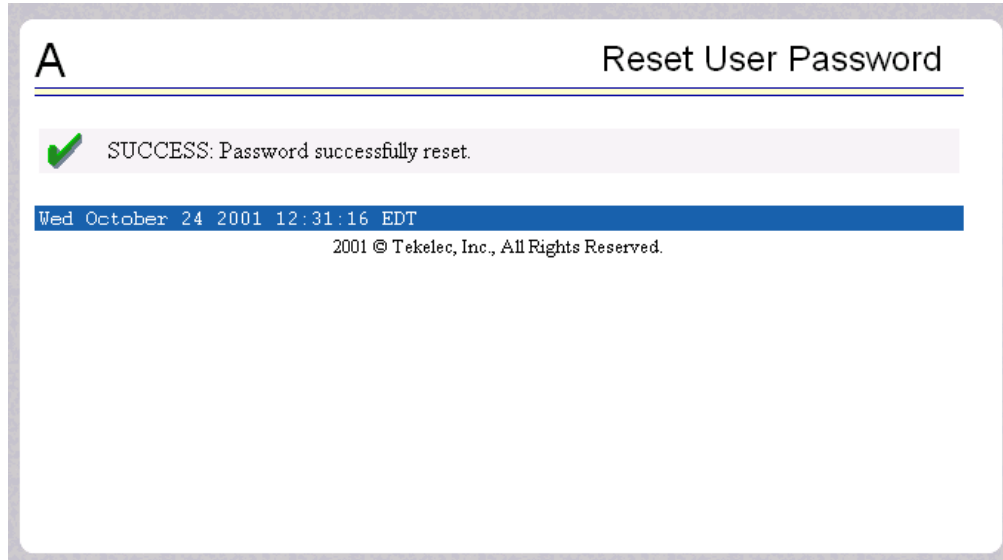 A
Reset User Password
SUCCESS: Password successfully reset.
Wed October 24 2001 12:31:16 EDT
2001 © Tekelec, Inc., All Rights Reserved.